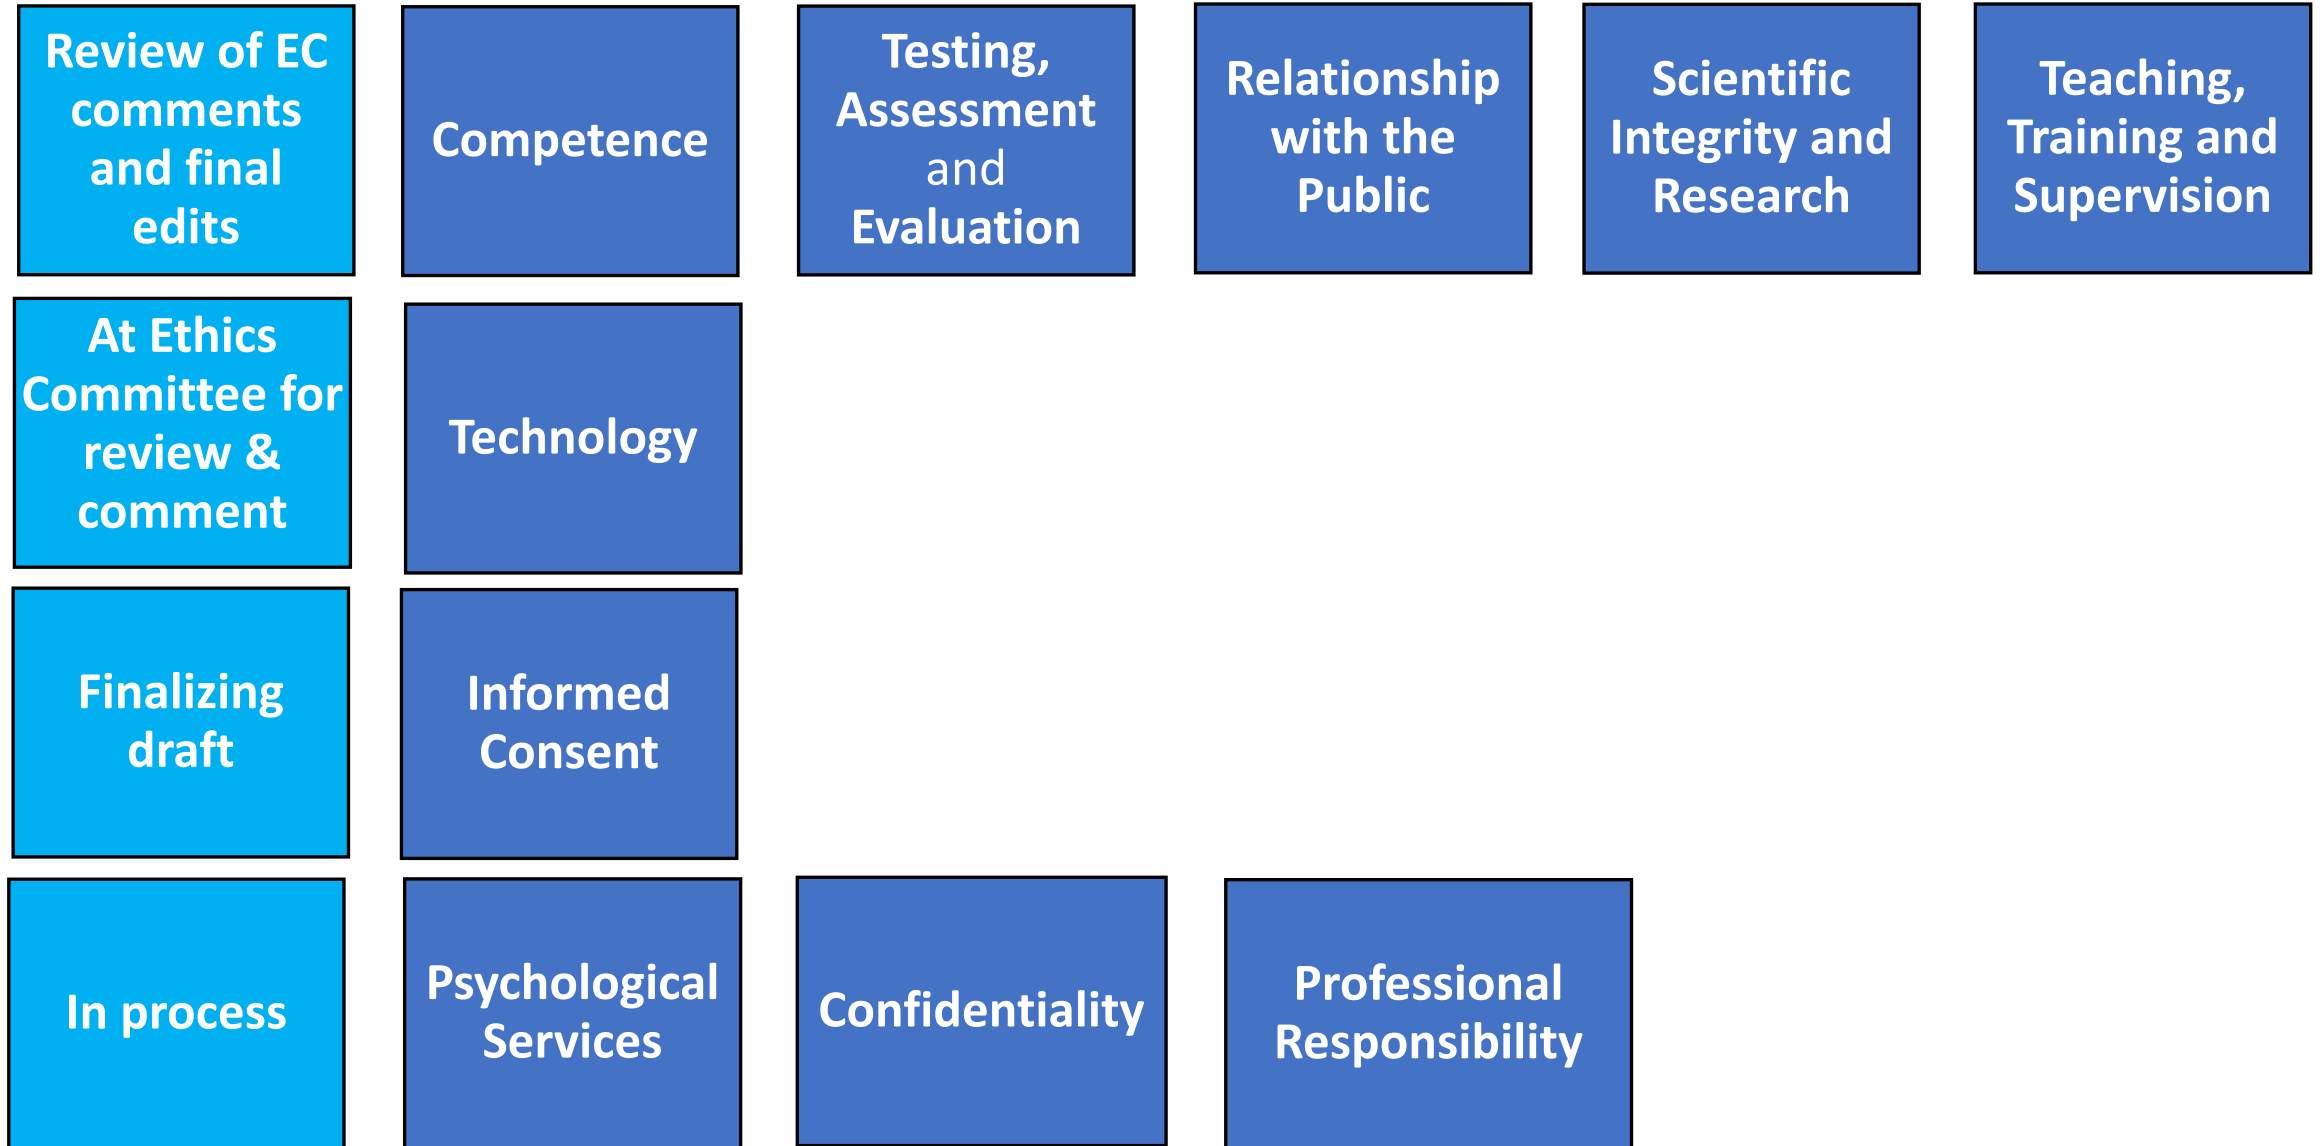 Review of EC
comments
and final
edits
Competence
Testing,
Assessment
and
Evaluation
Relationship
with the
Public
Scientific
Integrity and
Research
Teaching,
Training and
Supervision
At Ethics
Committee for
review &
comment
Technology
Finalizing
draft
Informed
Consent
In process
Psychological
Services
Confidentiality
Professional
Responsibility